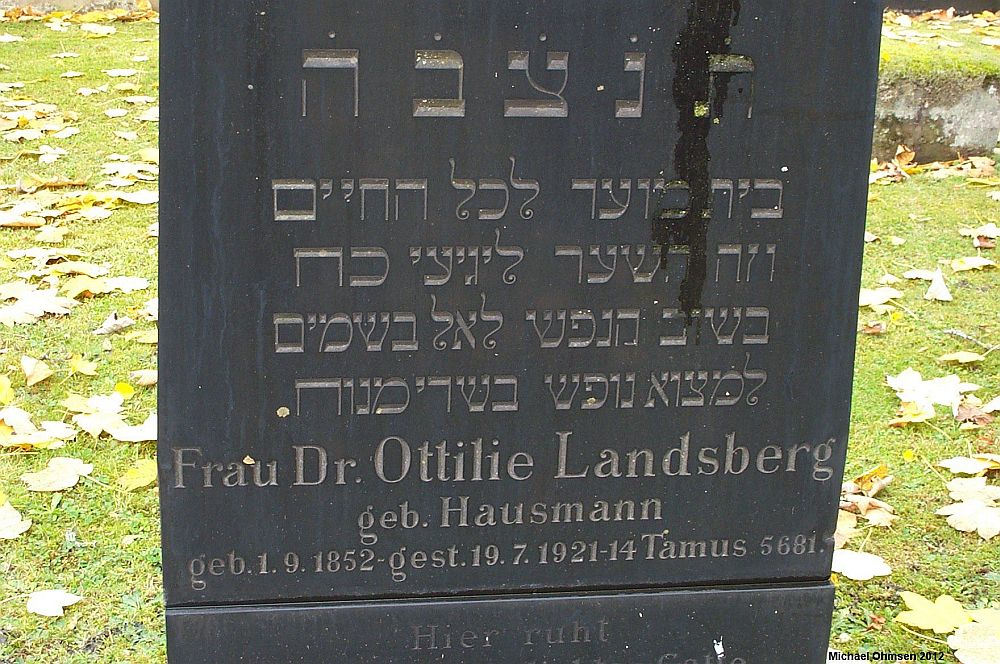 ת נ צ ב ה
בית מועד לכל החיים
וזה השער ליגיעי כח
בשוב הנפש לאל בשמים
למצוא נופש בשדי מנוח
Frau Dr. Ottilie Landsberg
geb. Hausmann
geb. 1. 9. 1852 - gest. 19. 7. 1921 - 14 Tamus 5681.
Hier ruht
Michael Ohmsen 2012